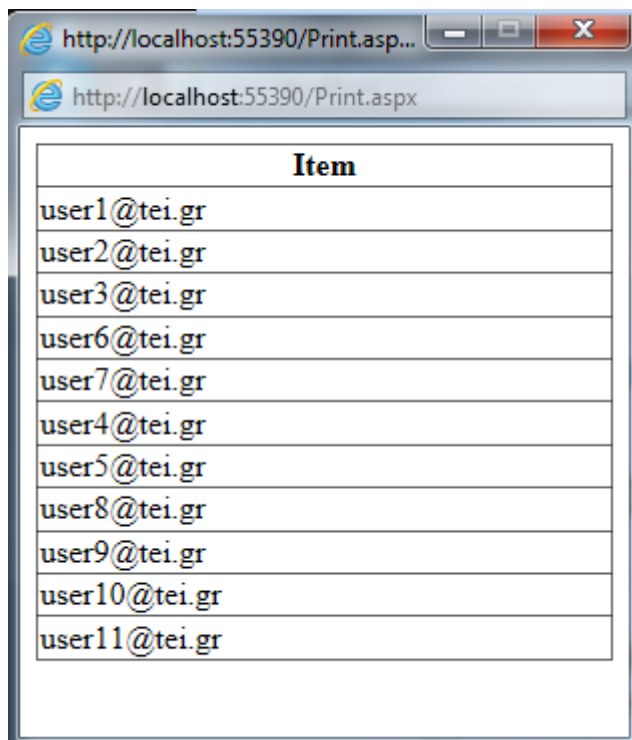 http://localhost:55390/Print.asp...
http://localhost:55390/Print.aspx
Item
user1@tei.gr
user2@tei.gr
user3@tei.gr
user6@tei.gr
user7@tei.gr
user4@tei.gr
user5@tei.gr
user8@tei.gr
user9@tei.gr
user10@tei.gr
user11@tei.gr